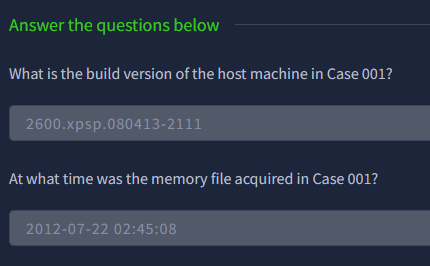 Answer the questions below
What is the build version of the host machine in Case 001?
2600.xpsp.080413-2111
At what time was the memory file acquired in Case 001?
2012-07-22 02:45:08